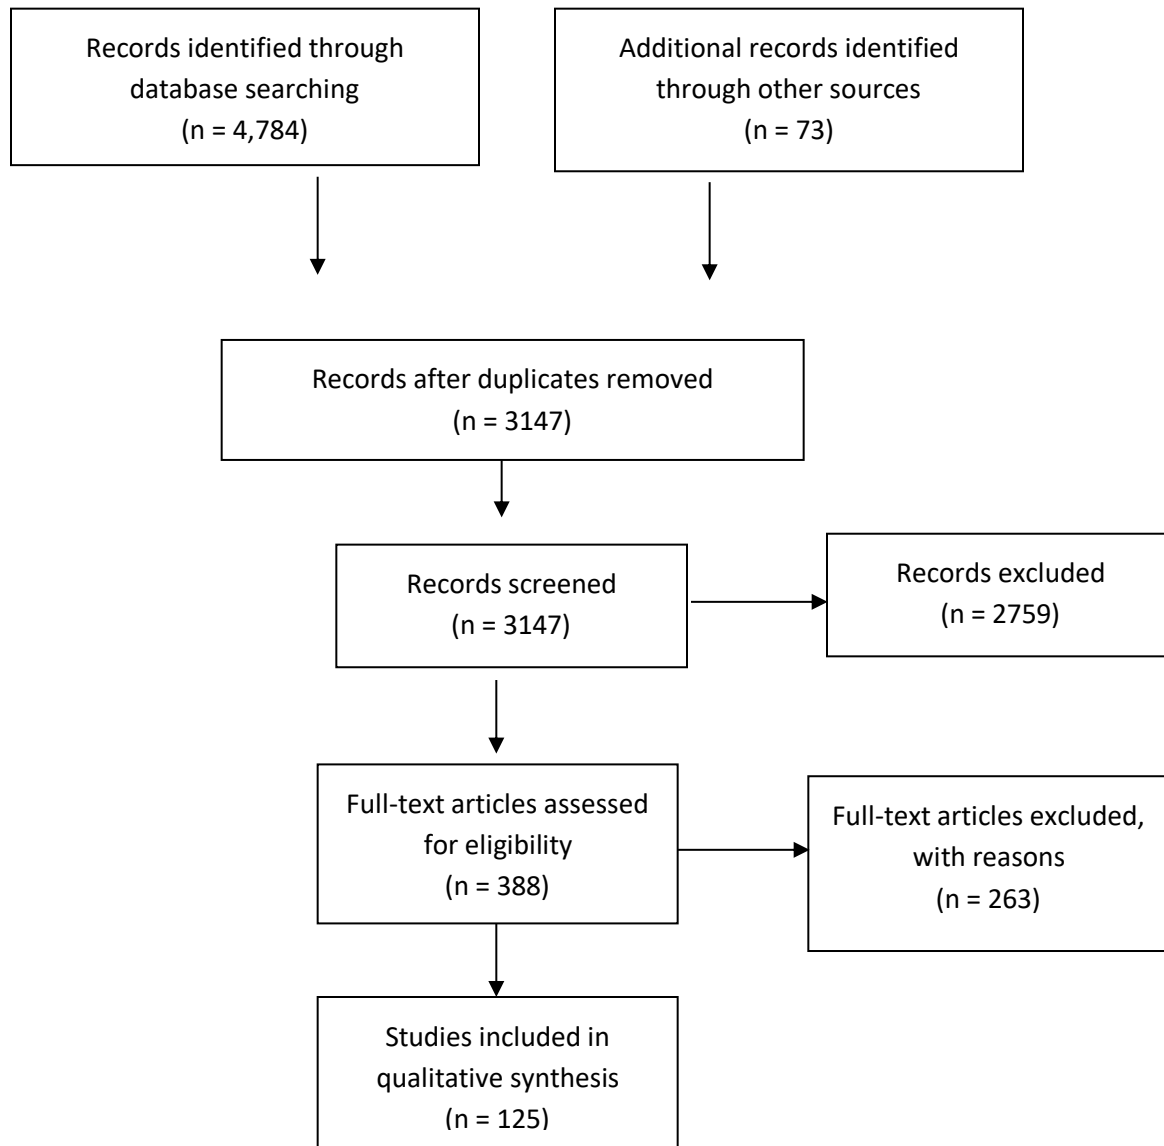 Records identified through
database searching
(n = 4,784)
Additional records identified
through other sources
(n = 73)
Records after duplicates removed
(n = 3147)
Records screened
(n = 3147)
Records excluded
(n = 2759)
Full-text articles assessed
for eligibility
(n = 388)
Full-text articles excluded,
with reasons
(n = 263)
Studies included in
qualitative synthesis
(n = 125)